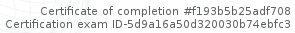 Certificate of completion #f193b5b25adf708
Certification exam ID-5d9a16a50d320030b74ebfc3